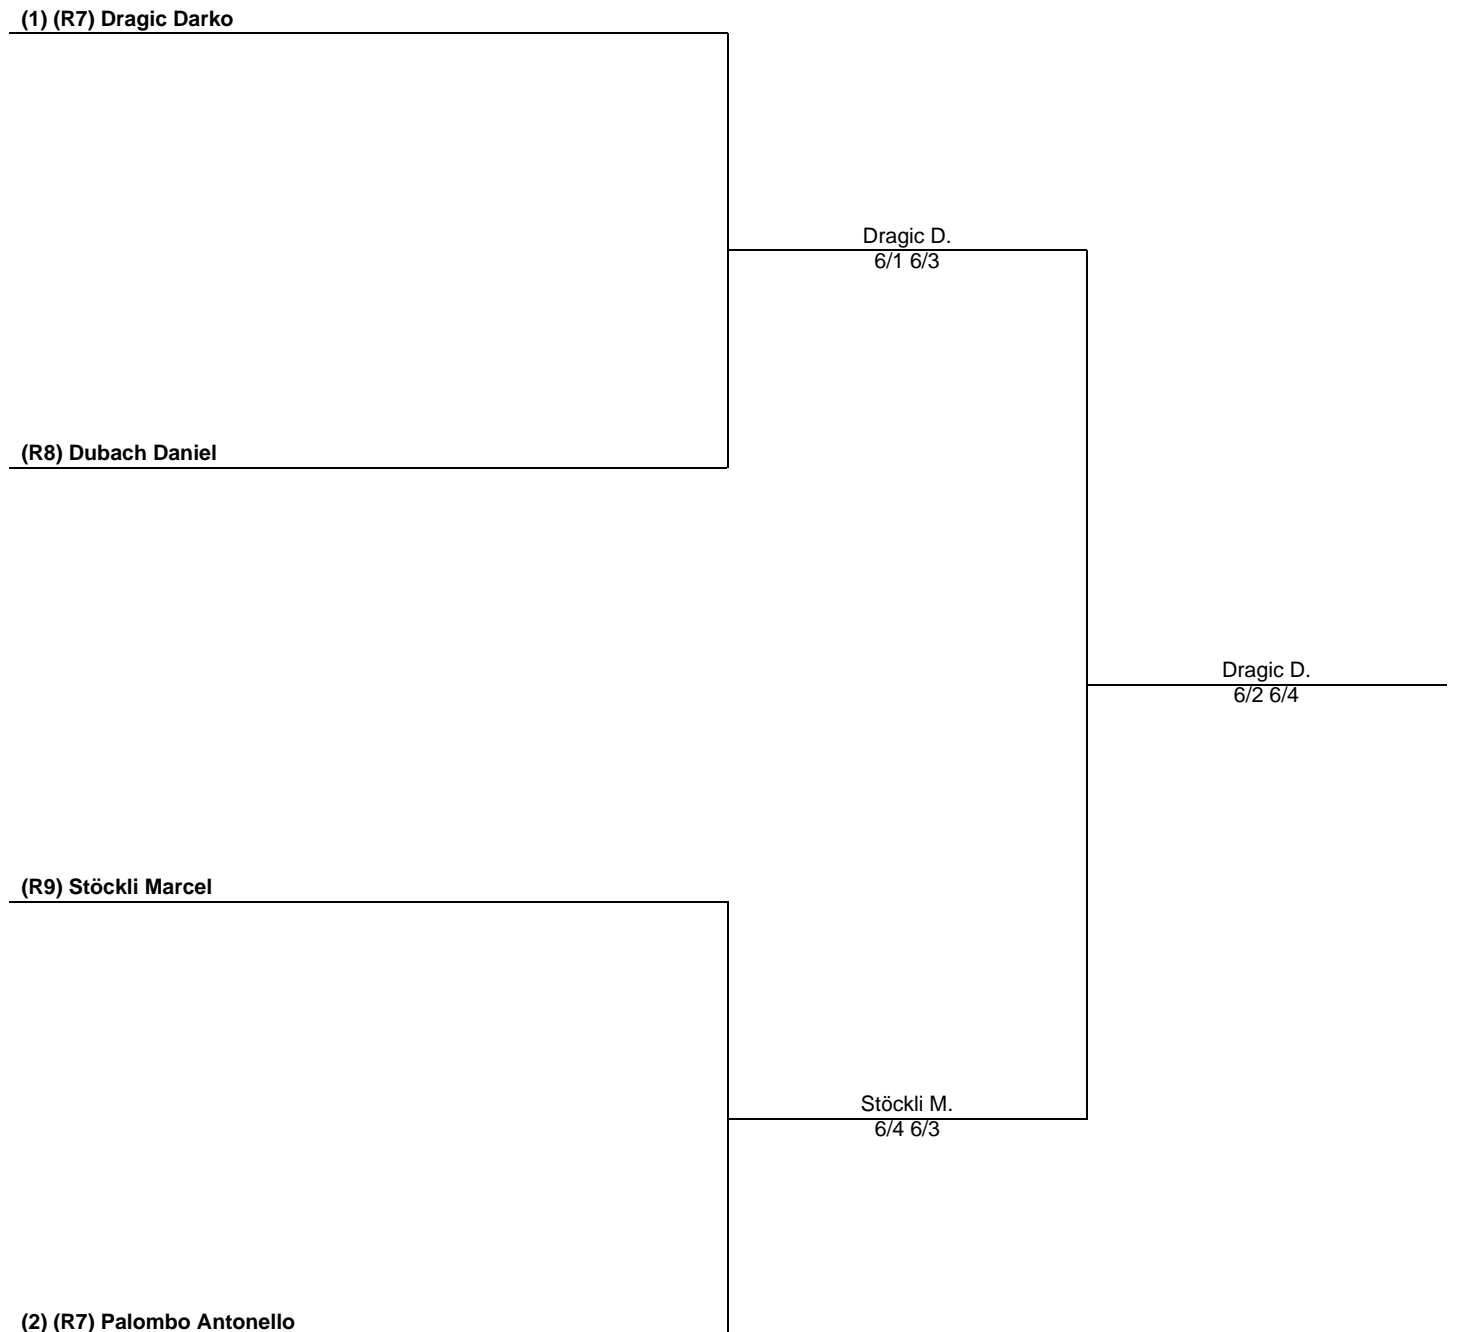 (1) (R7) Dragic Darko
Dragic D.
6/1 6/3
(R8) Dubach Daniel
Dragic D.
6/2 6/4
(R9) Stöckli Marcel
Stöckli M.
6/4 6/3
(2) (R7) Palombo Antonello